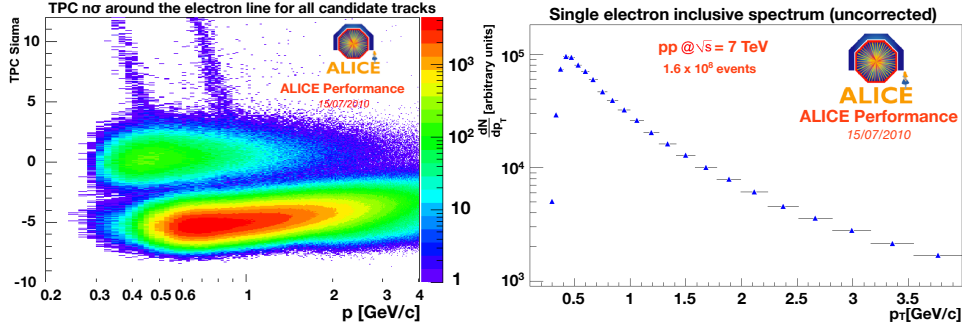 TPC nσ around the electron line for all candidate tracks
TPC Sigma
10
5
0
-5
-10
0.2 0.3 0.4 0.5 0.6 1 2 3 4
p [GeV/c]
ALICE
ALICE Performance
15/07/2010
10³
10²
10
1
Single electron inclusive spectrum (uncorrected)
dN/dpT [arbitrary units]
10⁵
10⁴
10³
pp @√s = 7 TeV
1.6 x 10⁸ events
ALICE
ALICE Performance
15/07/2010
0.5 1 1.5 2 2.5 3 3.5
pT[GeV/c]